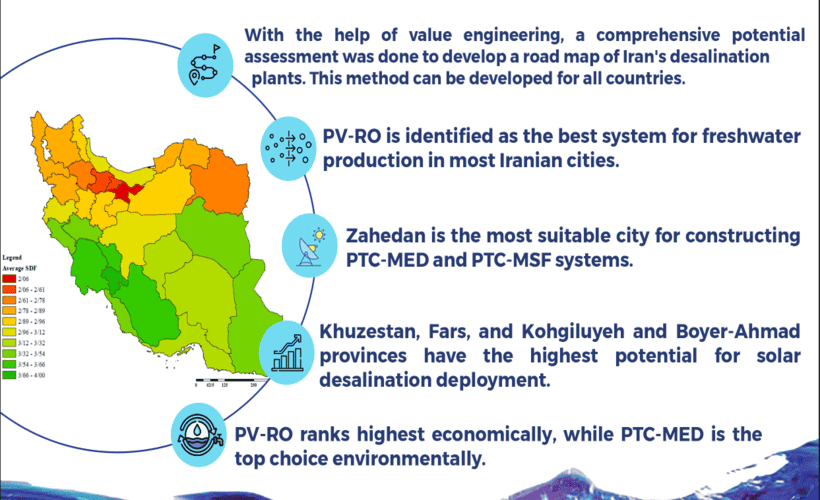 With the help of value engineering, a comprehensive potential
assessment was done to develop a road map of Iran's desalination
plants. This method can be developed for all countries.
PV-RO is identified as the best system for freshwater
production in most Iranian cities.
Zahedan is the most suitable city for constructing
PTC-MED and PTC-MSF systems.
Legend
Average SDF
2/06
2/06 - 2/61
2/61 - 2/78
2/78 - 2/89
2/89 - 2/96
2/96 - 3/12
3/12 - 3/32
3/32 - 3/54
3/54 - 3/66
3/66 - 4/00
Khuzestan, Fars, and Kohgiluyeh and Boyer-Ahmad
provinces have the highest potential for solar
desalination deployment.
PV-RO ranks highest economically, while PTC-MED is the
top choice environmentally.